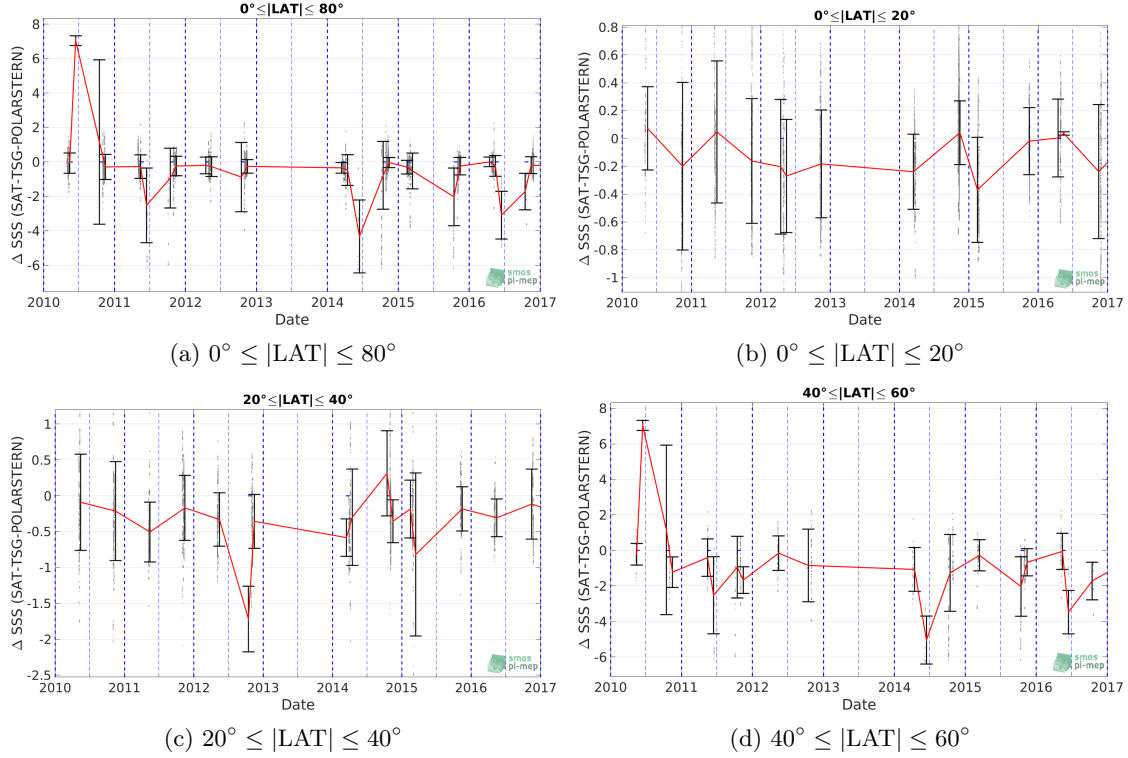 0°≤|LAT|≤ 80°
Δ SSS (SAT-TSG-POLARSTERN)
8
6
4
2
0
-2
-4
-6
2010 2011 2012 2013 2014 2015 2016 2017
Date
smos
pi-mep
(a) 0° ≤ |LAT| ≤ 80°
0°≤|LAT|≤ 20°
Δ SSS (SAT-TSG-POLARSTERN)
0.8
0.6
0.4
0.2
0
-0.2
-0.4
-0.6
-0.8
-1
2010 2011 2012 2013 2014 2015 2016 2017
Date
smos
pi-mep
(b) 0° ≤ |LAT| ≤ 20°
20°≤|LAT|≤ 40°
Δ SSS (SAT-TSG-POLARSTERN)
1
0.5
0
-0.5
-1
-1.5
-2
-2.5
2010 2011 2012 2013 2014 2015 2016 2017
Date
smos
pi-mep
(c) 20° ≤ |LAT| ≤ 40°
40°≤|LAT|≤ 60°
Δ SSS (SAT-TSG-POLARSTERN)
8
6
4
2
0
-2
-4
-6
2010 2011 2012 2013 2014 2015 2016 2017
Date
smos
pi-mep
(d) 40° ≤ |LAT| ≤ 60°